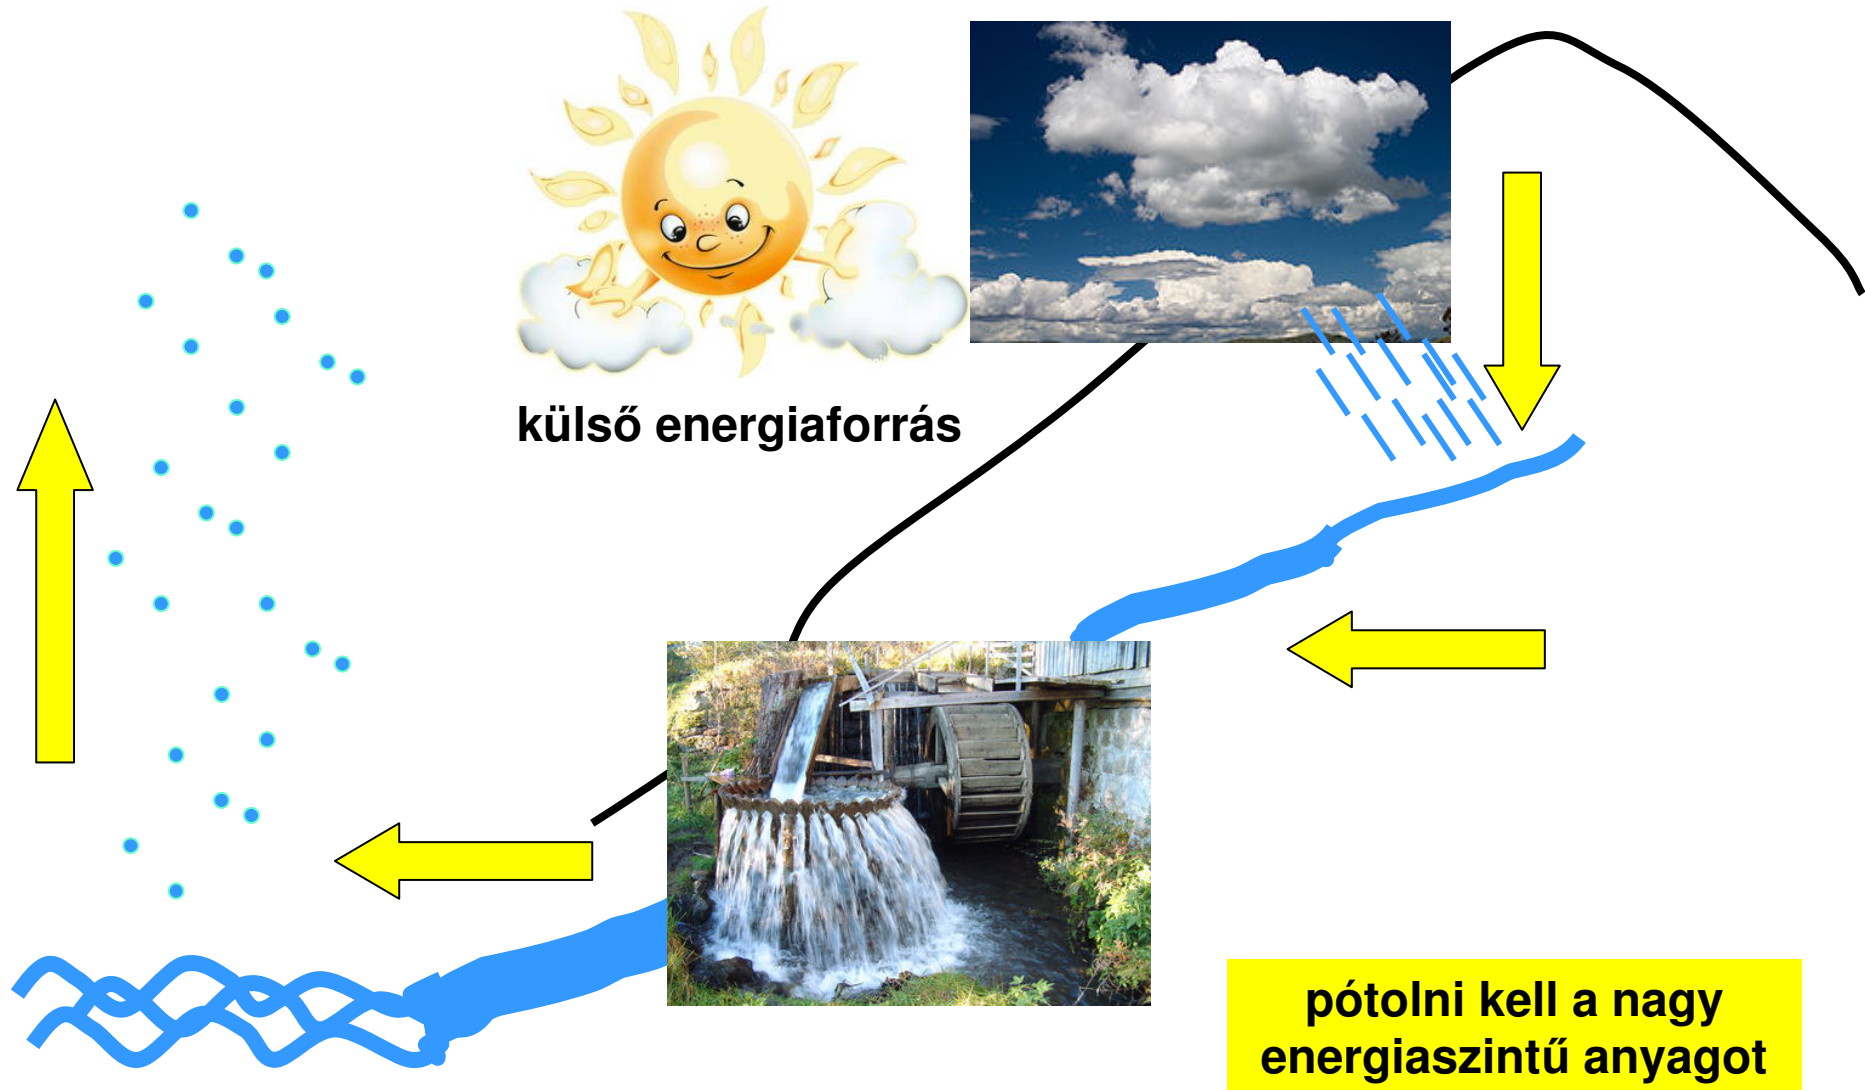 külső energiaforrás
pótolni kell a nagy
energiaszintű anyagot